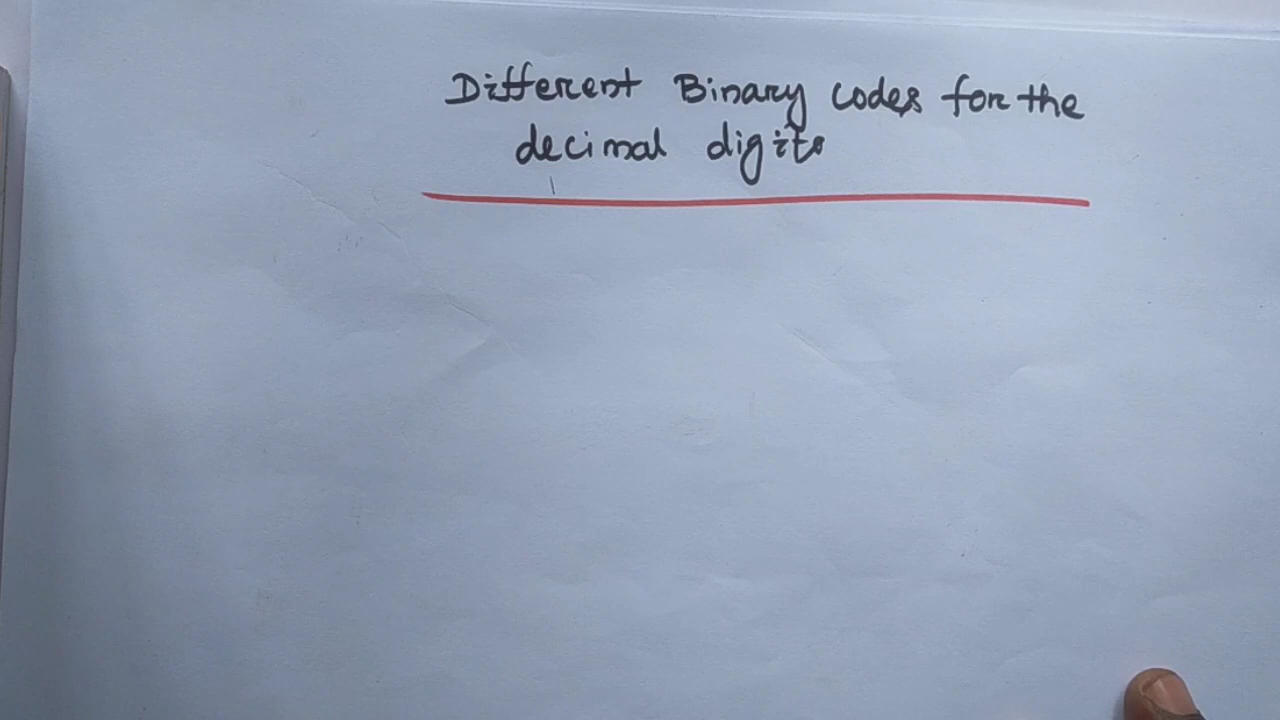 Different Binary codes for the
decimal digits